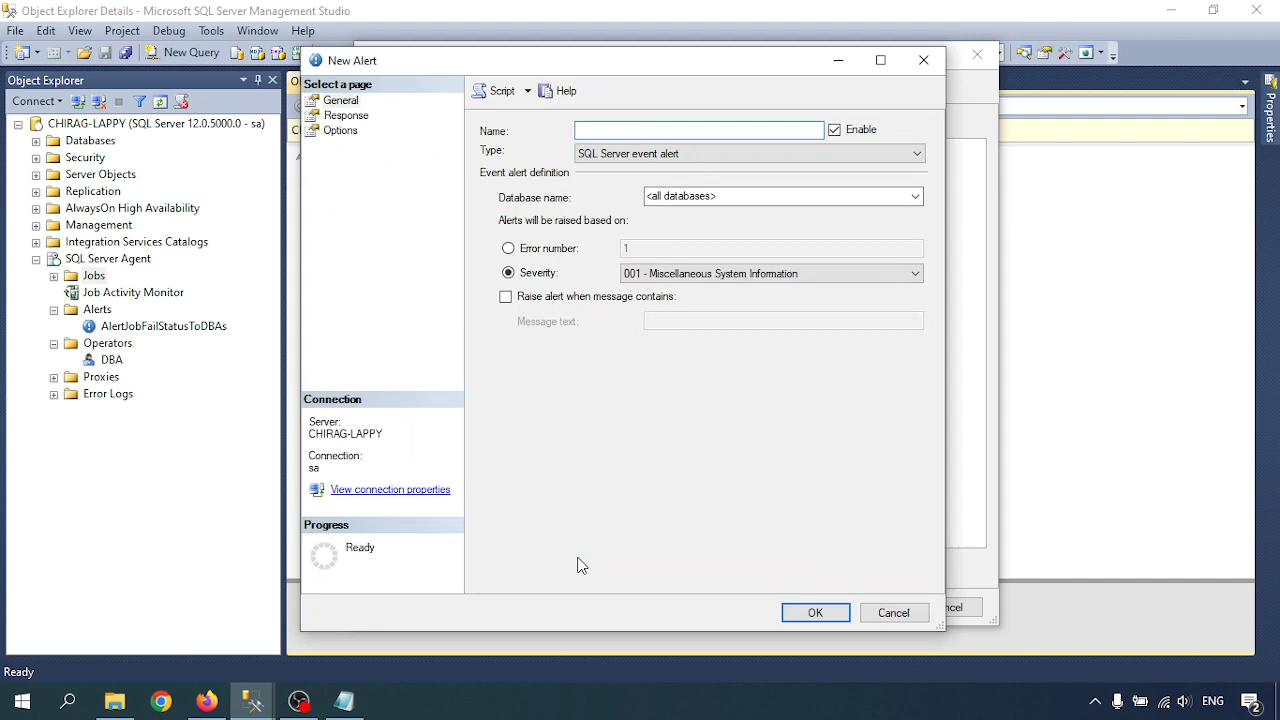 Object Explorer Details - Microsoft SQL Server Management Studio
File Edit View Project Debug Tools Window Help
New Query
Object Explorer
Connect
CHIRAG-LAPPY (SQL Server 12.0.5000.0 - sa)
Databases
Security
Server Objects
Replication
AlwaysOn High Availability
Management
Integration Services Catalogs
SQL Server Agent
Jobs
Job Activity Monitor
Alerts
AlertJobFailStatusToDBAs
Operators
DBA
Proxies
Error Logs
New Alert
Select a page
General
Response
Options
Script Help
Name:
Enable
Type:
SQL Server event alert
Event alert definition
Database name:
<all databases>
Alerts will be raised based on:
Error number:
1
Severity:
001 - Miscellaneous System Information
Raise alert when message contains:
Message text:
Connection
Server:
CHIRAG-LAPPY
Connection:
sa
View connection properties
Progress
Ready
OK Cancel
ncel
Properties
Ready
ENG
2